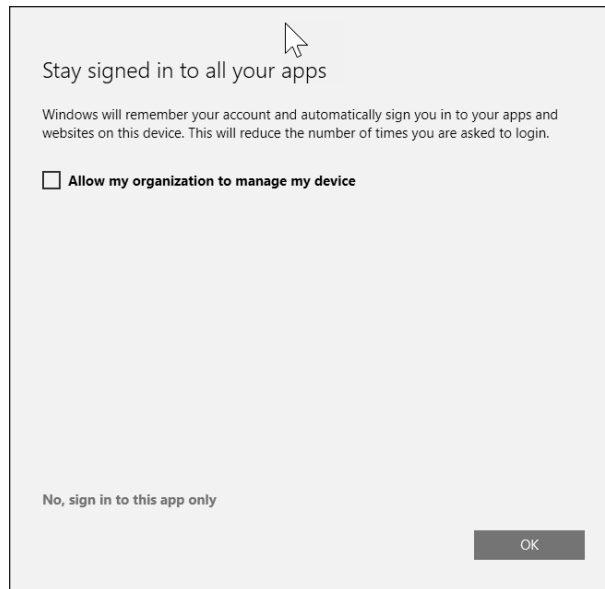 Stay signed in to all your apps
Windows will remember your account and automatically sign you in to your apps and
websites on this device. This will reduce the number of times you are asked to login.
Allow my organization to manage my device
No, sign in to this app only
OK